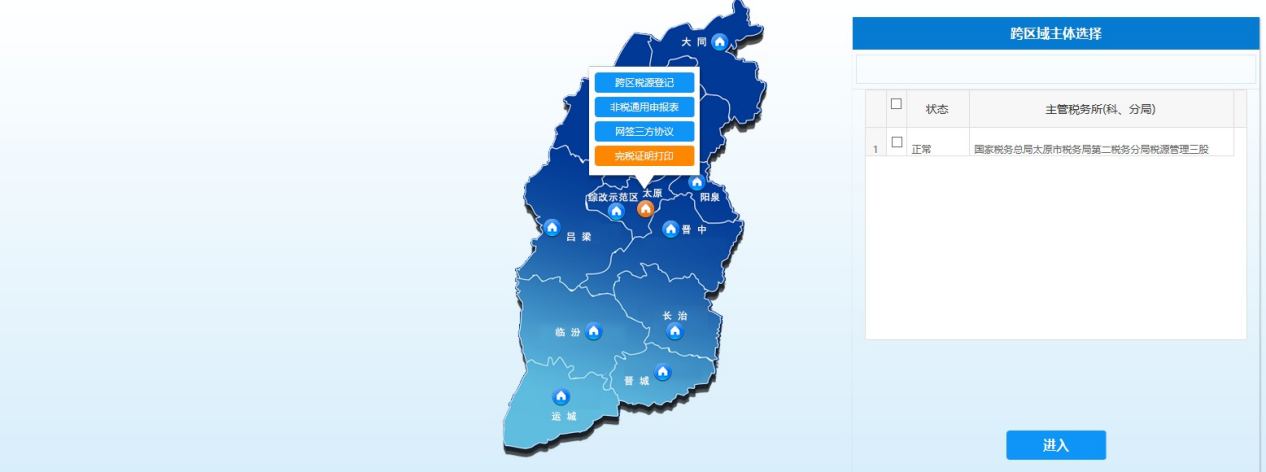 大 同
跨区税源登记
非税通用申报表
网签三方协议
完税证明打印
综改示范区
太原
阳泉
吕 梁
晋 中
临 汾
长 治
晋 城
运 城
跨区域主体选择
状态 主管税务所(科、分局)
1 正常 国家税务总局太原市税务局第二税务分局税源管理三股
进入